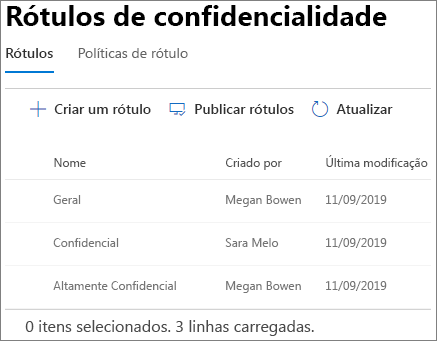 Rótulos de confidencialidade
Rótulos Políticas de rótulo
Criar um rótulo Publicar rótulos Atualizar
Nome Criado por Última modificação
Geral Megan Bowen 11/09/2019
Confidencial Sara Melo 11/09/2019
Altamente Confidencial Megan Bowen 11/09/2019
0 itens selecionados. 3 linhas carregadas.